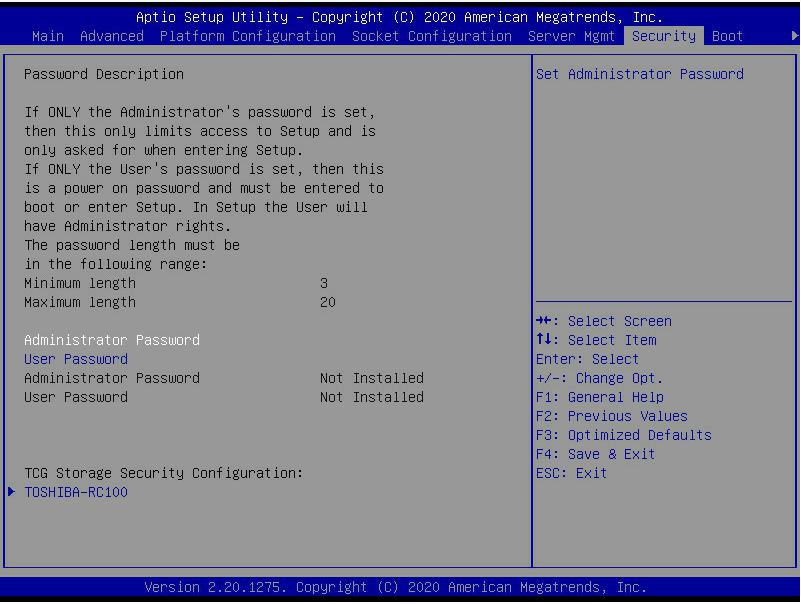 Aptio Setup Utility – Copyright (C) 2020 American Megatrends, Inc.
Main Advanced Platform Configuration Socket Configuration Server Mgmt Security Boot
Password Description
If ONLY the Administrator's password is set,
then this only limits access to Setup and is
only asked for when entering Setup.
If ONLY the User's password is set, then this
is a power on password and must be entered to
boot or enter Setup. In Setup the User will
have Administrator rights.
The password length must be
in the following range:
Minimum length 3
Maximum length 20
Administrator Password
User Password
Administrator Password Not Installed
User Password Not Installed
TCG Storage Security Configuration:
TOSHIBA-RC100
Set Administrator Password
→←: Select Screen
↑↓: Select Item
Enter: Select
+/-: Change Opt.
F1: General Help
F2: Previous Values
F3: Optimized Defaults
F4: Save & Exit
ESC: Exit
Version 2.20.1275. Copyright (C) 2020 American Megatrends, Inc.